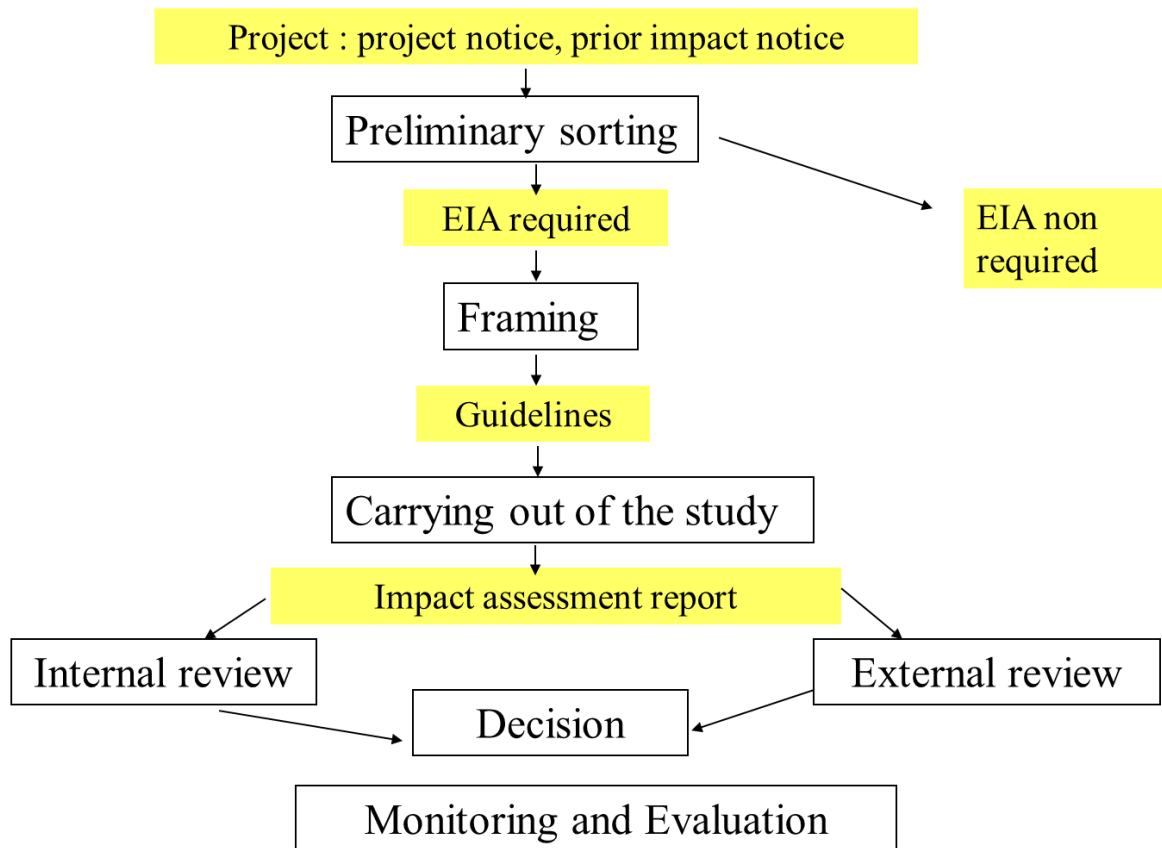 Project : project notice, prior impact notice
Preliminary sorting
EIA required
EIA non
required
Framing
Guidelines
Carrying out of the study
Impact assessment report
Internal review
External review
Decision
Monitoring and Evaluation